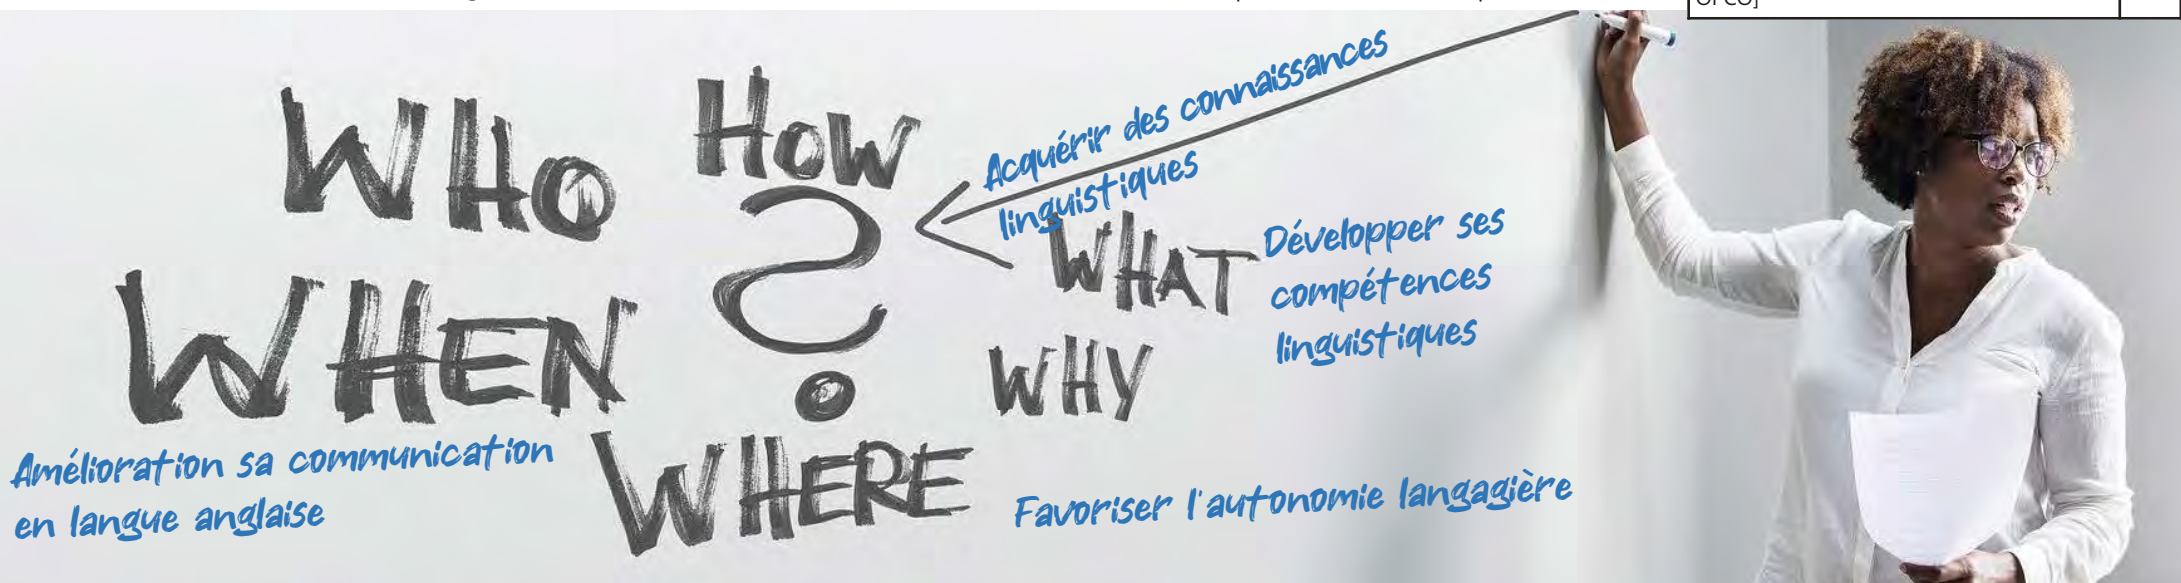 WHO
HOW
Acquérir des connaissances
linguistiques
WHAT
Développer ses
compétences
linguistiques
WHEN
?
WHY
Amélioration sa communication
en langue anglaise
WHERE
Favoriser l'autonomie langagière